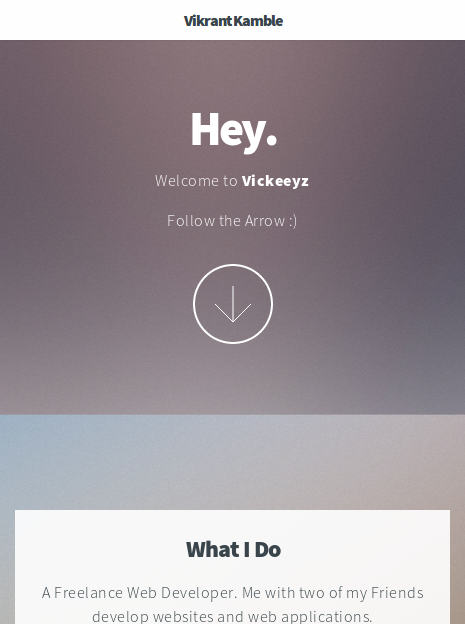 Vikrant Kamble
Hey.
Welcome to Vickeeyz
Follow the Arrow :)
What I Do
A Freelance Web Developer. Me with two of my Friends
develop websites and web applications.